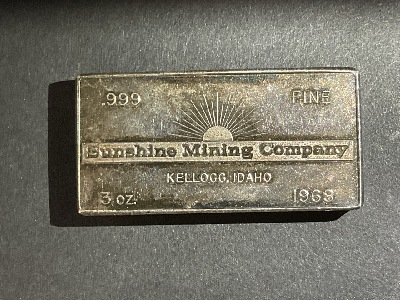 .999 FINE
Sunshine Mining Company
KELLOGG, IDAHO
3 oz. 1969